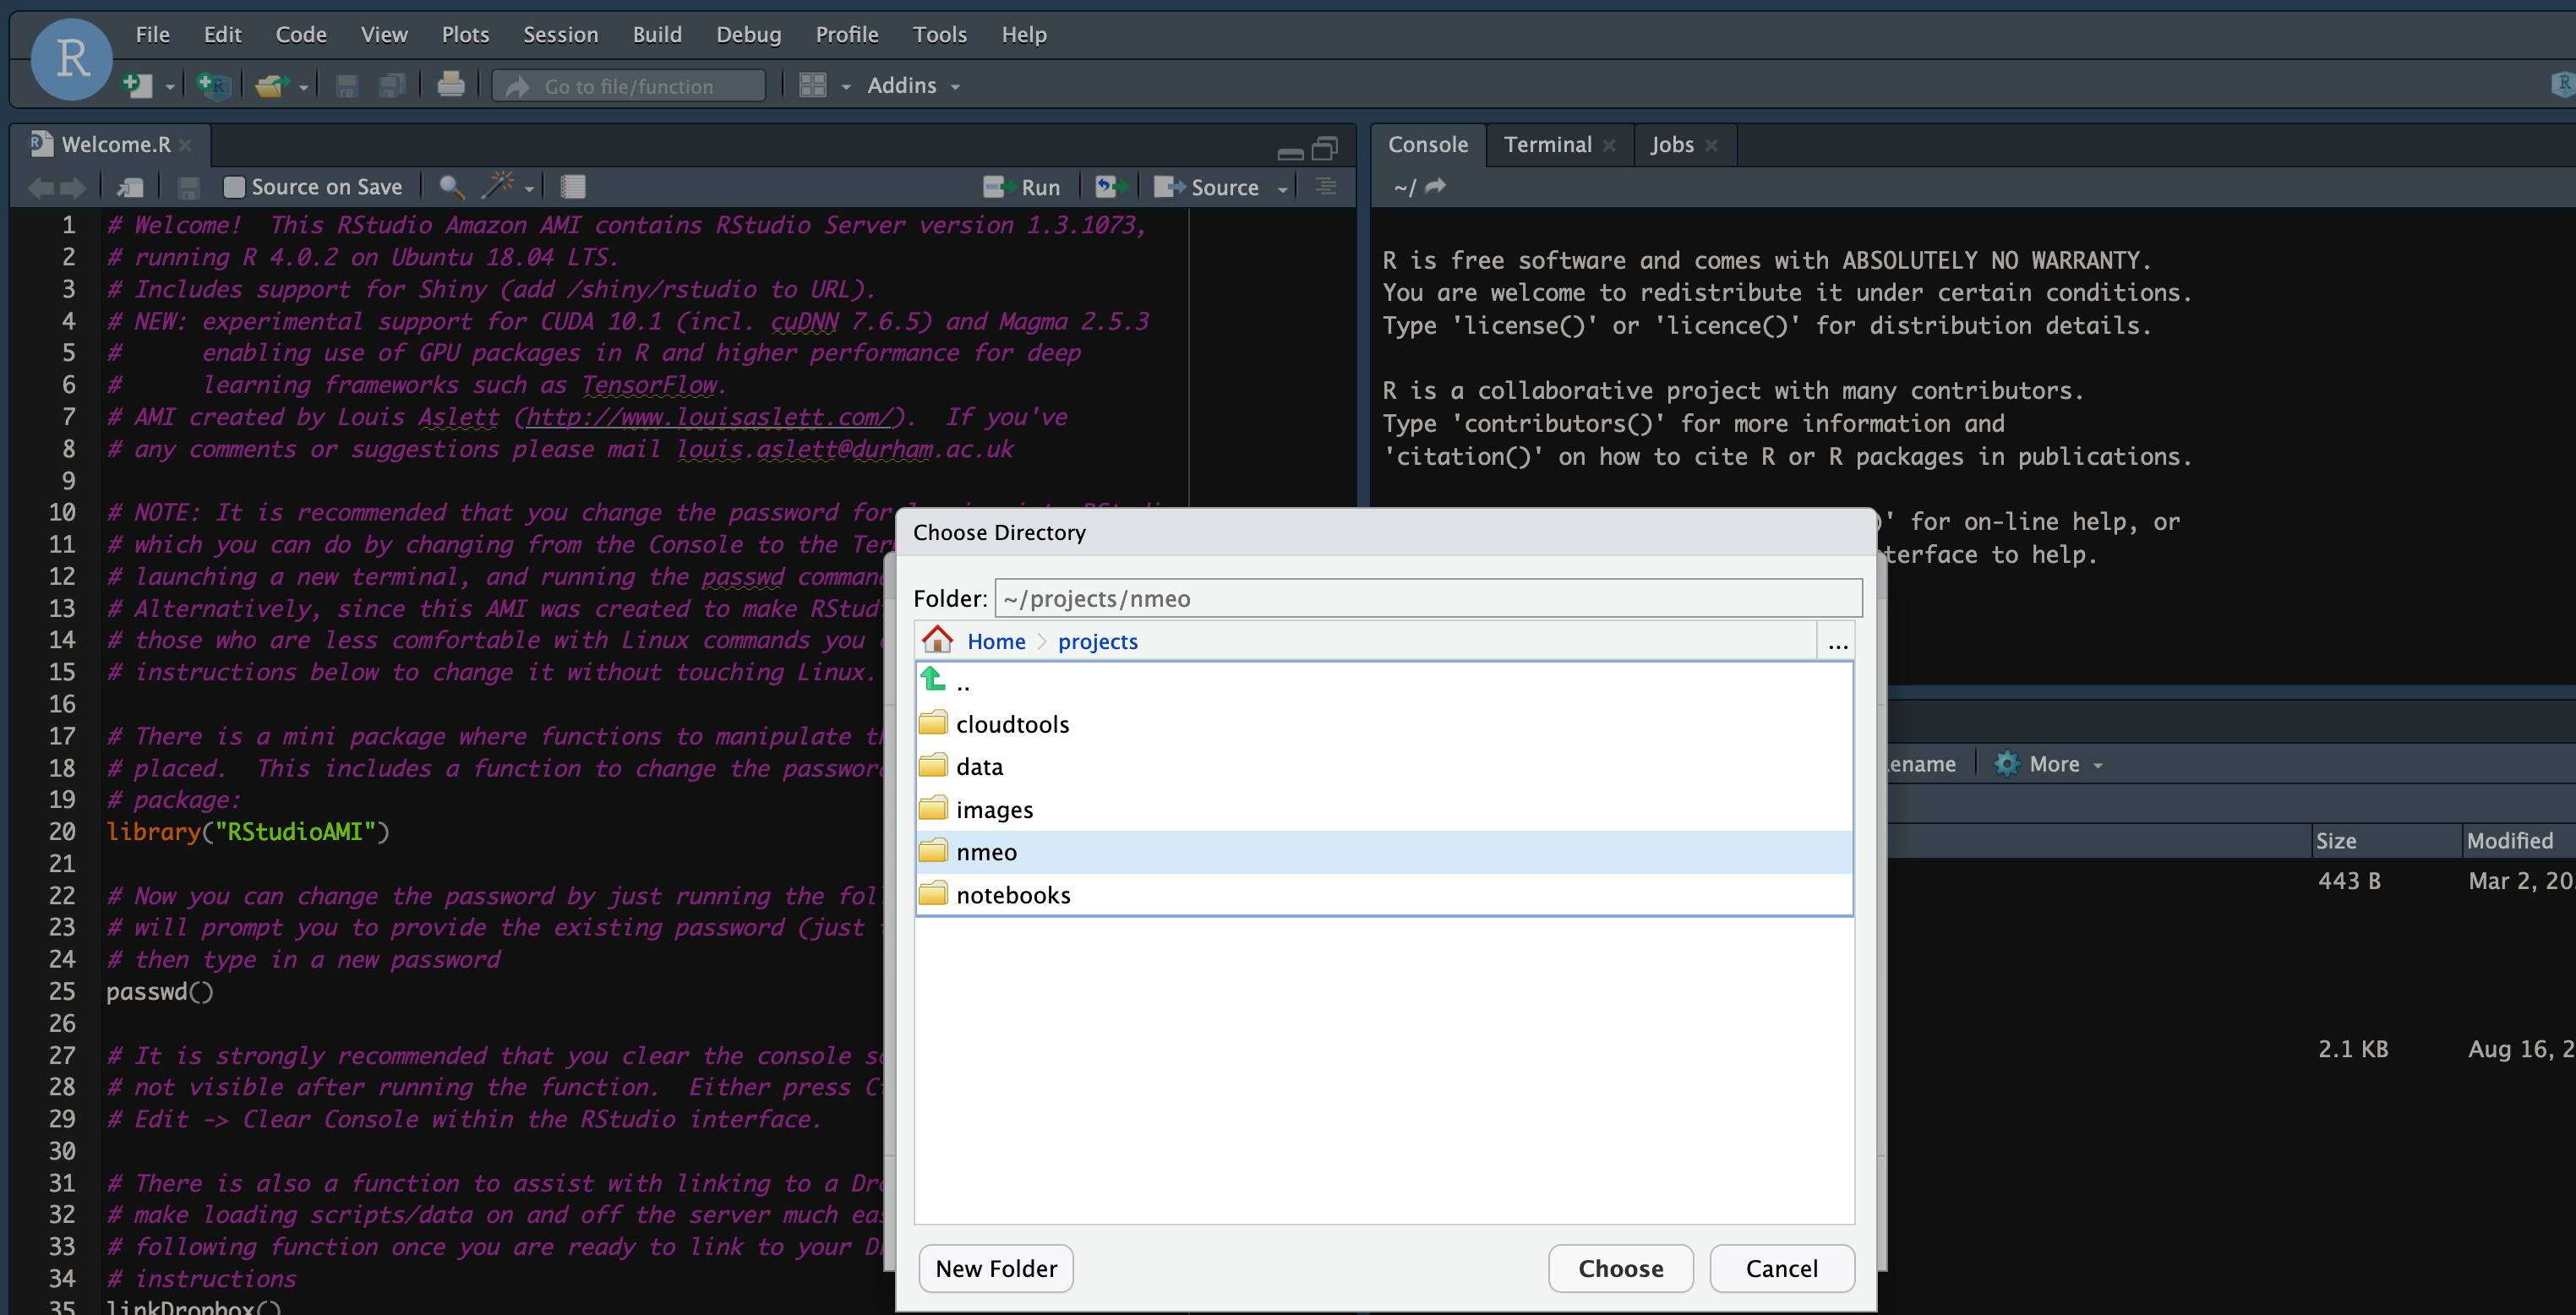 R
File Edit Code View Plots Session Build Debug Profile Tools Help
Go to file/function Addins
Welcome.R
Source on Save Run Source
1 # Welcome!  This RStudio Amazon AMI contains RStudio Server version 1.3.1073,
2 # running R 4.0.2 on Ubuntu 18.04 LTS.
3 # Includes support for Shiny (add /shiny/rstudio to URL).
4 # NEW: experimental support for CUDA 10.1 (incl. cuDNN 7.6.5) and Magma 2.5.3
5 #      enabling use of GPU packages in R and higher performance for deep
6 #      learning frameworks such as TensorFlow.
7 # AMI created by Louis Aslett (http://www.louisaslett.com/).  If you've
8 # any comments or suggestions please mail louis.aslett@durham.ac.uk
9
10 # NOTE: It is recommended that you change the password for
11 # which you can do by changing from the Console to the Ter
12 # launching a new terminal, and running the passwd comman
13 # Alternatively, since this AMI was created to make RStud
14 # those who are less comfortable with Linux commands you
15 # instructions below to change it without touching Linux.
16
17 # There is a mini package where functions to manipulate t
18 # placed.  This includes a function to change the passwor
19 # package:
20 library("RStudioAMI")
21
22 # Now you can change the password by just running the fol
23 # will prompt you to provide the existing password (just
24 # then type in a new password
25 passwd()
26
27 # It is strongly recommended that you clear the console s
28 # not visible after running the function.  Either press C
29 # Edit -> Clear Console within the RStudio interface.
30
31 # There is also a function to assist with linking to a Dr
32 # make loading scripts/data on and off the server much ea
33 # following function once you are ready to link to your D
34 # instructions
35 linkDropbox()
Console Terminal Jobs
~/
R is free software and comes with ABSOLUTELY NO WARRANTY.
You are welcome to redistribute it under certain conditions.
Type 'license()' or 'licence()' for distribution details.
R is a collaborative project with many contributors.
Type 'contributors()' for more information and
'citation()' on how to cite R or R packages in publications.
)' for on-line help, or
terface to help.
Choose Directory
Folder: ~/projects/nmeo
Home projects ...
..
cloudtools
data
images
nmeo
notebooks
New Folder Choose Cancel
ename More
Size Modified
443 B Mar 2, 20
2.1 KB Aug 16, 2